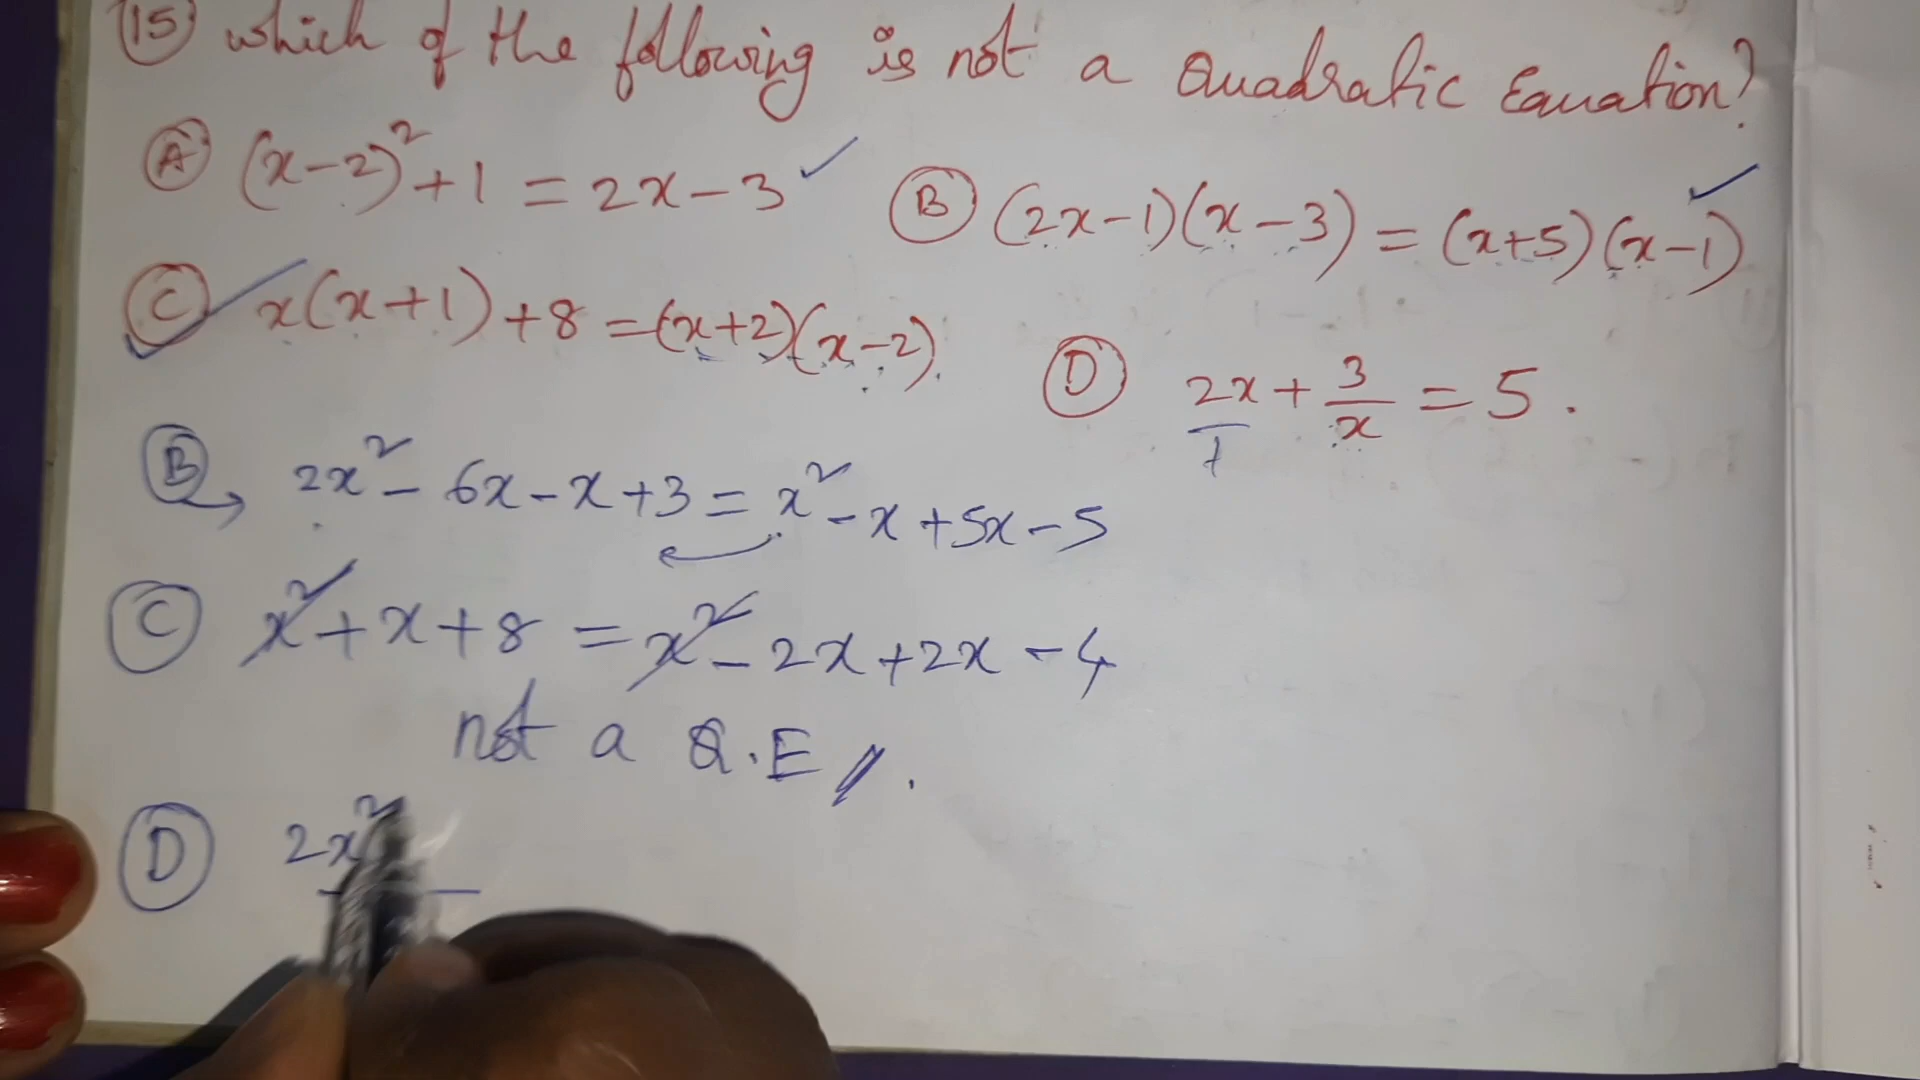 15) which of the following is not a Quadratic Equation?
A (x-2)²+1 = 2x-3 ✓
B (2x-1)(x-3) = (x+5)(x-1) ✓
C ✓ x(x+1)+8 = (x+2)(x-2)
D 2x/1 + 3/x = 5.
B → 2x² - 6x - x + 3 = x² - x + 5x - 5
C x² + x + 8 = x² - 2x + 2x - 4
not a Q.E //.
D 2x²